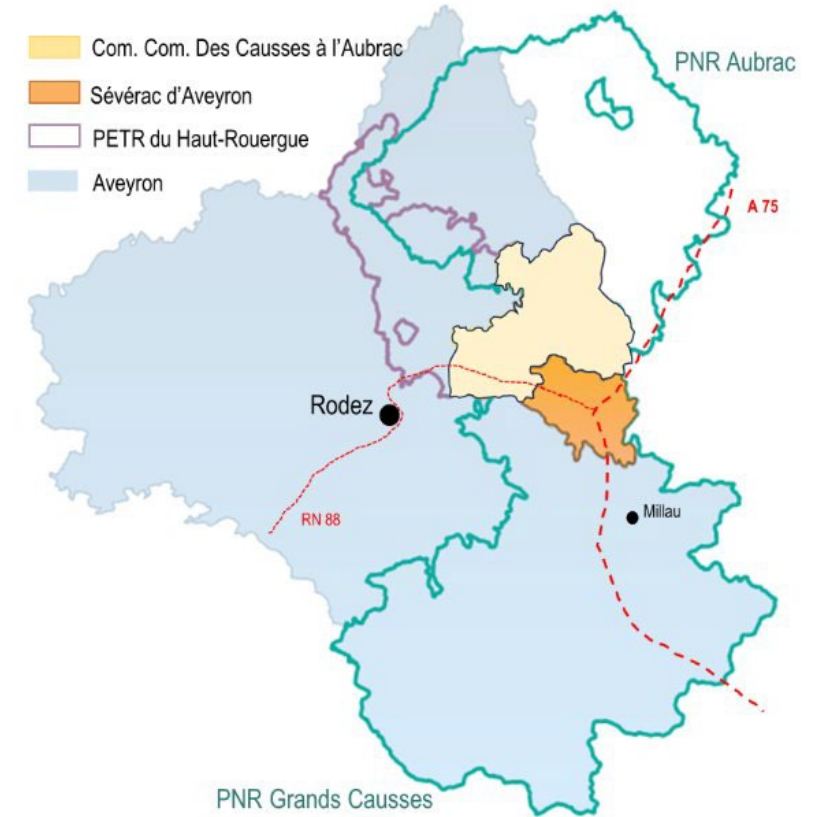 Com. Com. Des Causses à l'Aubrac
Sévérac d'Aveyron
PETR du Haut-Rouergue
Aveyron
PNR Aubrac
A 75
Rodez
RN 88
Millau
PNR Grands Causses